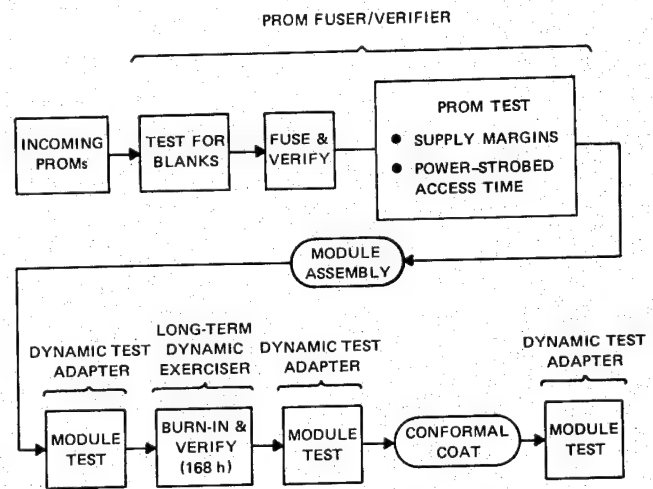 PROM FUSER/VERIFIER
INCOMING
PROMs
TEST FOR
BLANKS
FUSE &
VERIFY
PROM TEST
● SUPPLY MARGINS
● POWER-STROBED
ACCESS TIME
MODULE
ASSEMBLY
DYNAMIC TEST
ADAPTER
LONG-TERM
DYNAMIC
EXERCISER
DYNAMIC TEST
ADAPTER
DYNAMIC TEST
ADAPTER
MODULE
TEST
BURN-IN &
VERIFY
(168 h)
MODULE
TEST
CONFORMAL
COAT
MODULE
TEST